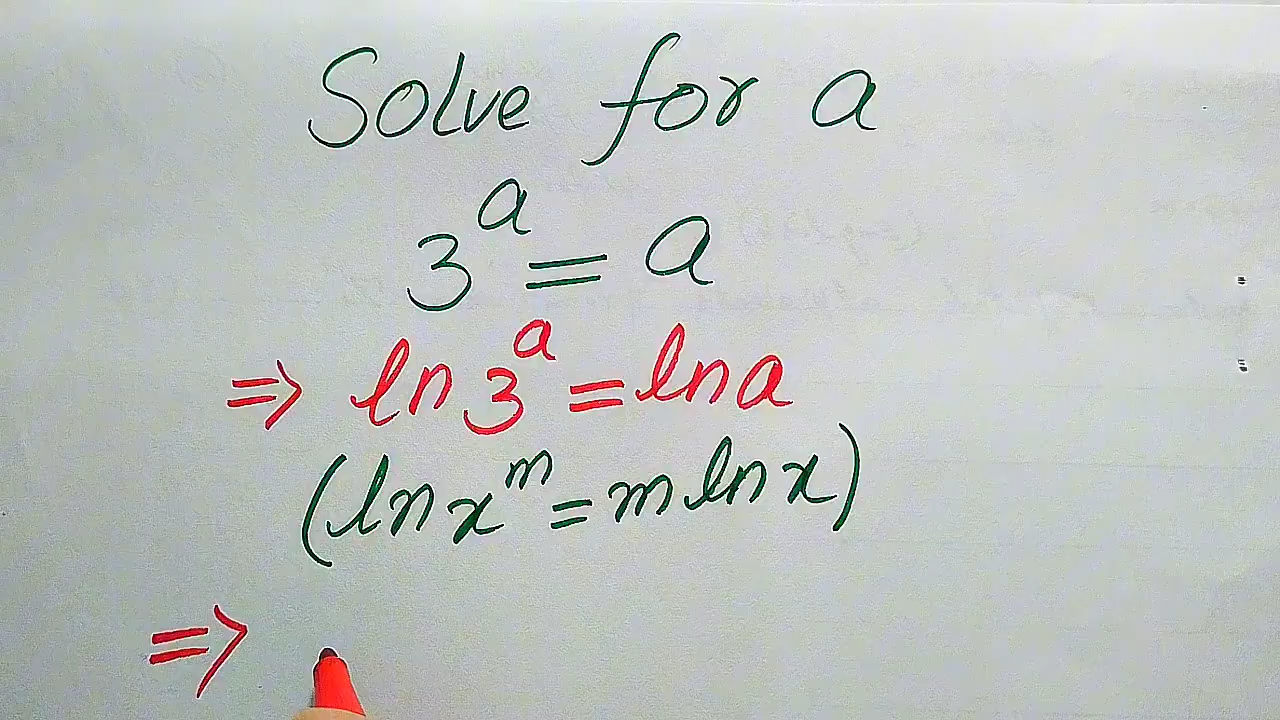 Solve for a
3^a = a
⇒ ln 3^a = ln a
(ln x^m = m ln x)
⇒